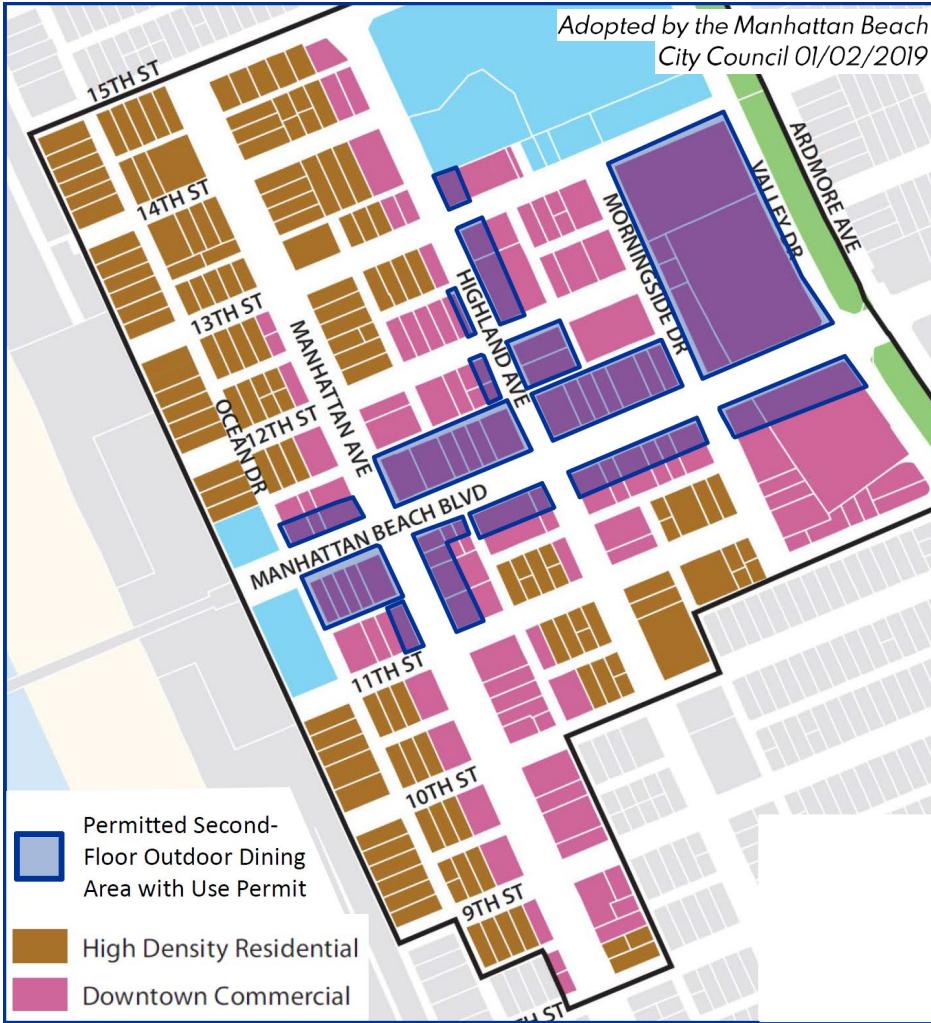 Adopted by the Manhattan Beach
City Council 01/02/2019
15TH ST
ARDMORE AVE
VALLEY DR
14TH ST
MORNINGSIDE DR
HIGHLAND AVE
13TH ST
MANHATTAN AVE
OCEAN DR
12TH ST
MANHATTAN BEACH BLVD
11TH ST
10TH ST
9TH ST
Permitted Second-
Floor Outdoor Dining
Area with Use Permit
High Density Residential
Downtown Commercial
ST